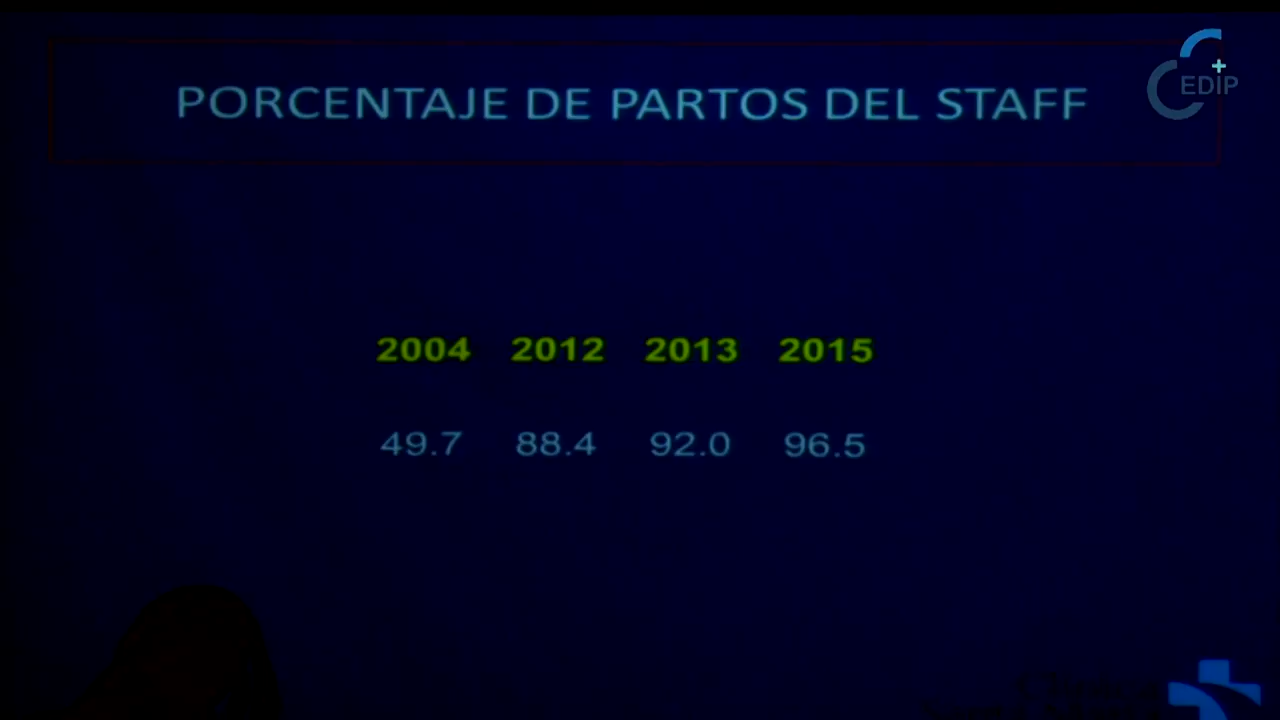 PORCENTAJE DE PARTOS DEL STAFF
EDIP
2004 2012 2013 2015
49.7 88.4 92.0 96.5